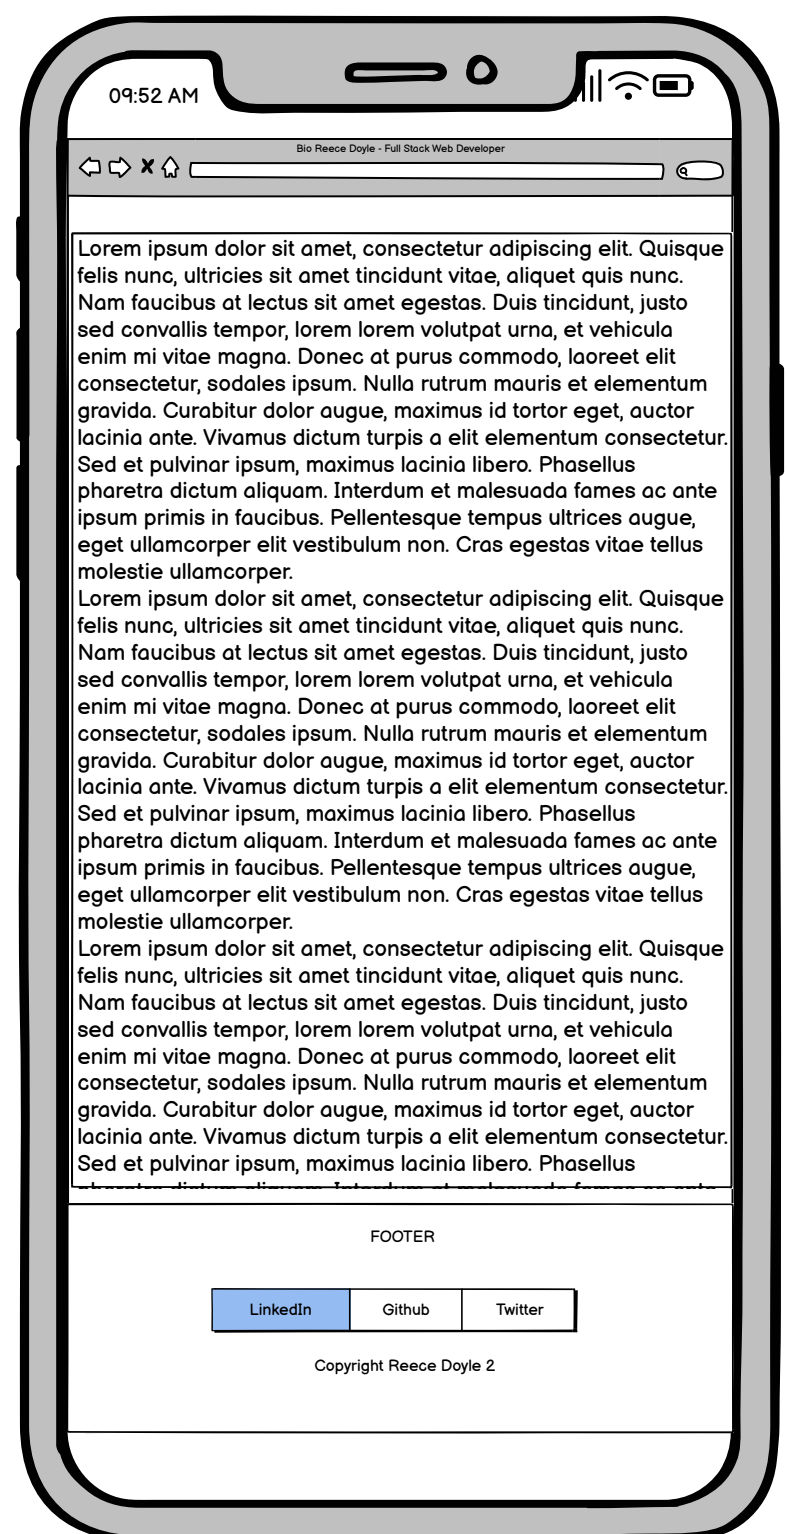 09:52 AM
Bio Reece Doyle - Full Stack Web Developer
Lorem ipsum dolor sit amet, consectetur adipiscing elit. Quisque
felis nunc, ultricies sit amet tincidunt vitae, aliquet quis nunc.
Nam faucibus at lectus sit amet egestas. Duis tincidunt, justo
sed convallis tempor, lorem lorem volutpat urna, et vehicula
enim mi vitae magna. Donec at purus commodo, laoreet elit
consectetur, sodales ipsum. Nulla rutrum mauris et elementum
gravida. Curabitur dolor augue, maximus id tortor eget, auctor
lacinia ante. Vivamus dictum turpis a elit elementum consectetur.
Sed et pulvinar ipsum, maximus lacinia libero. Phasellus
pharetra dictum aliquam. Interdum et malesuada fames ac ante
ipsum primis in faucibus. Pellentesque tempus ultrices augue,
eget ullamcorper elit vestibulum non. Cras egestas vitae tellus
molestie ullamcorper.
Lorem ipsum dolor sit amet, consectetur adipiscing elit. Quisque
felis nunc, ultricies sit amet tincidunt vitae, aliquet quis nunc.
Nam faucibus at lectus sit amet egestas. Duis tincidunt, justo
sed convallis tempor, lorem lorem volutpat urna, et vehicula
enim mi vitae magna. Donec at purus commodo, laoreet elit
consectetur, sodales ipsum. Nulla rutrum mauris et elementum
gravida. Curabitur dolor augue, maximus id tortor eget, auctor
lacinia ante. Vivamus dictum turpis a elit elementum consectetur.
Sed et pulvinar ipsum, maximus lacinia libero. Phasellus
pharetra dictum aliquam. Interdum et malesuada fames ac ante
ipsum primis in faucibus. Pellentesque tempus ultrices augue,
eget ullamcorper elit vestibulum non. Cras egestas vitae tellus
molestie ullamcorper.
Lorem ipsum dolor sit amet, consectetur adipiscing elit. Quisque
felis nunc, ultricies sit amet tincidunt vitae, aliquet quis nunc.
Nam faucibus at lectus sit amet egestas. Duis tincidunt, justo
sed convallis tempor, lorem lorem volutpat urna, et vehicula
enim mi vitae magna. Donec at purus commodo, laoreet elit
consectetur, sodales ipsum. Nulla rutrum mauris et elementum
gravida. Curabitur dolor augue, maximus id tortor eget, auctor
lacinia ante. Vivamus dictum turpis a elit elementum consectetur.
Sed et pulvinar ipsum, maximus lacinia libero. Phasellus
FOOTER
LinkedIn Github Twitter
Copyright Reece Doyle 2